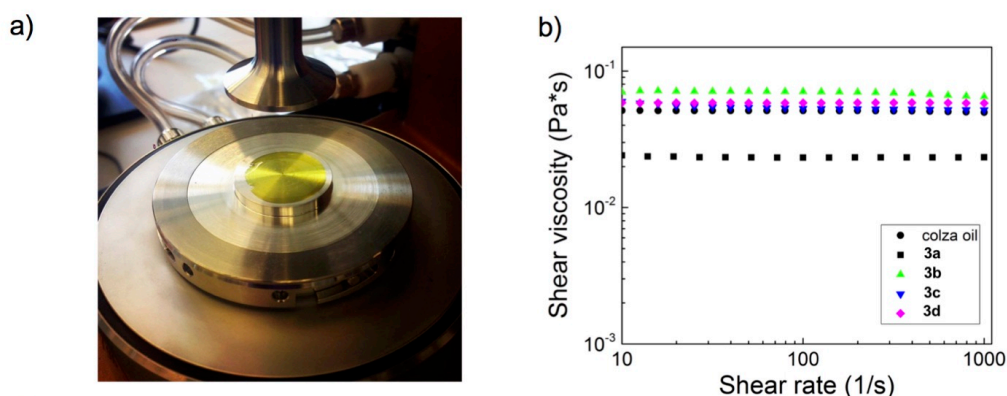 a)
b)
Shear viscosity (Pa*s)
10⁻¹
10⁻²
10⁻³
colza oil
3a
3b
3c
3d
10
100
1000
Shear rate (1/s)